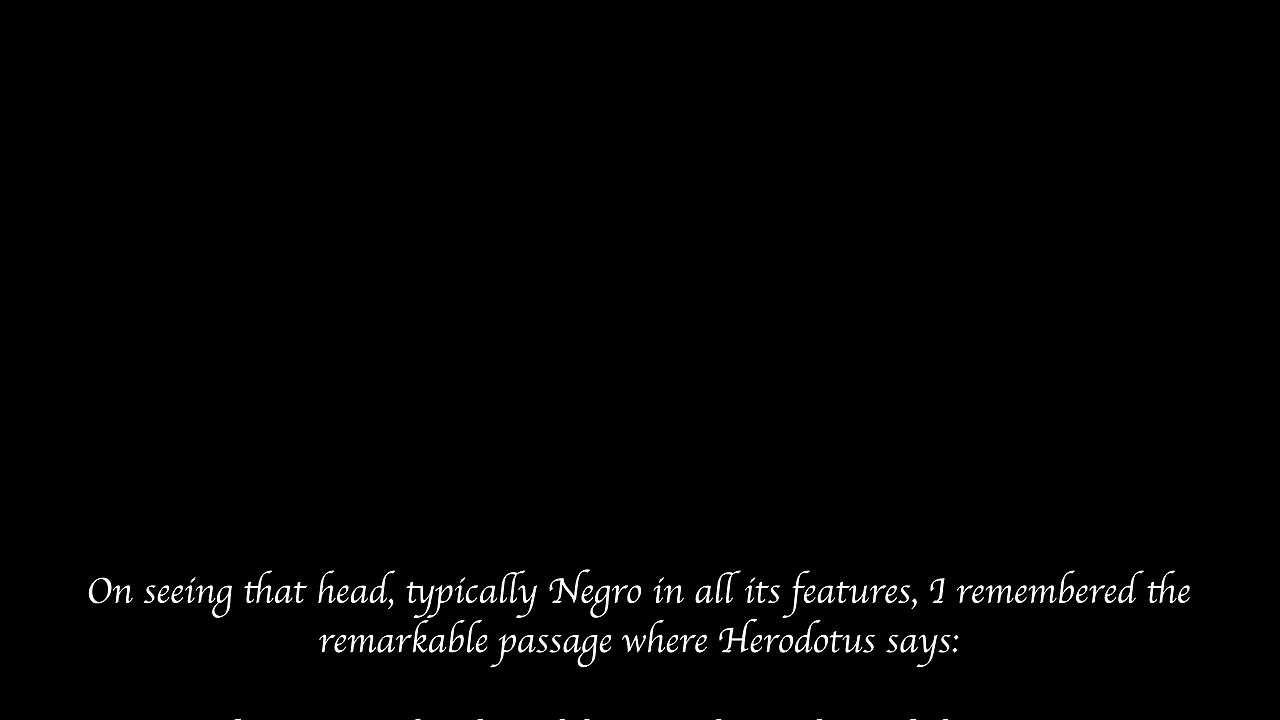 On seeing that head, typically Negro in all its features, I remembered the
remarkable passage where Herodotus says: